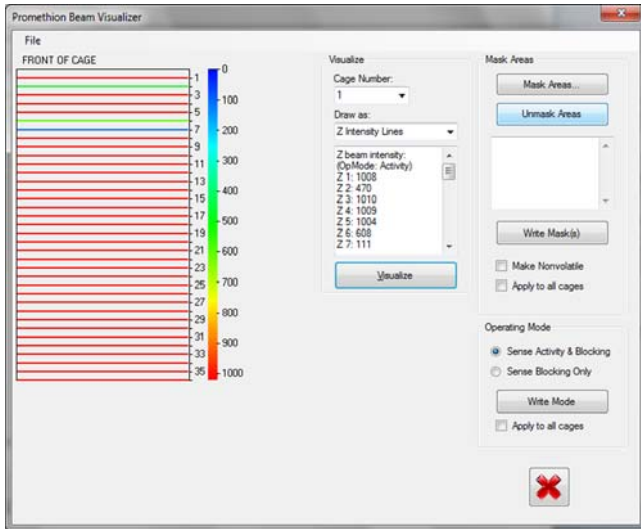 Promethion Beam Visualizer
File
FRONT OF CAGE
1
3
5
7
9
11
13
15
17
19
21
23
25
27
29
31
33
35
0
100
200
300
400
500
600
700
800
900
1000
Visualize
Cage Number:
1
Draw as:
Z Intensity Lines
Z beam intensity:
(OpMode: Activity)
Z 1: 1008
Z 2: 470
Z 3: 1010
Z 4: 1009
Z 5: 1004
Z 6: 608
Z 7: 111
Visualize
Mask Areas
Mask Areas...
Unmask Areas
Write Mask(s)
Make Nonvolatile
Apply to all cages
Operating Mode
Sense Activity & Blocking
Sense Blocking Only
Write Mode
Apply to all cages